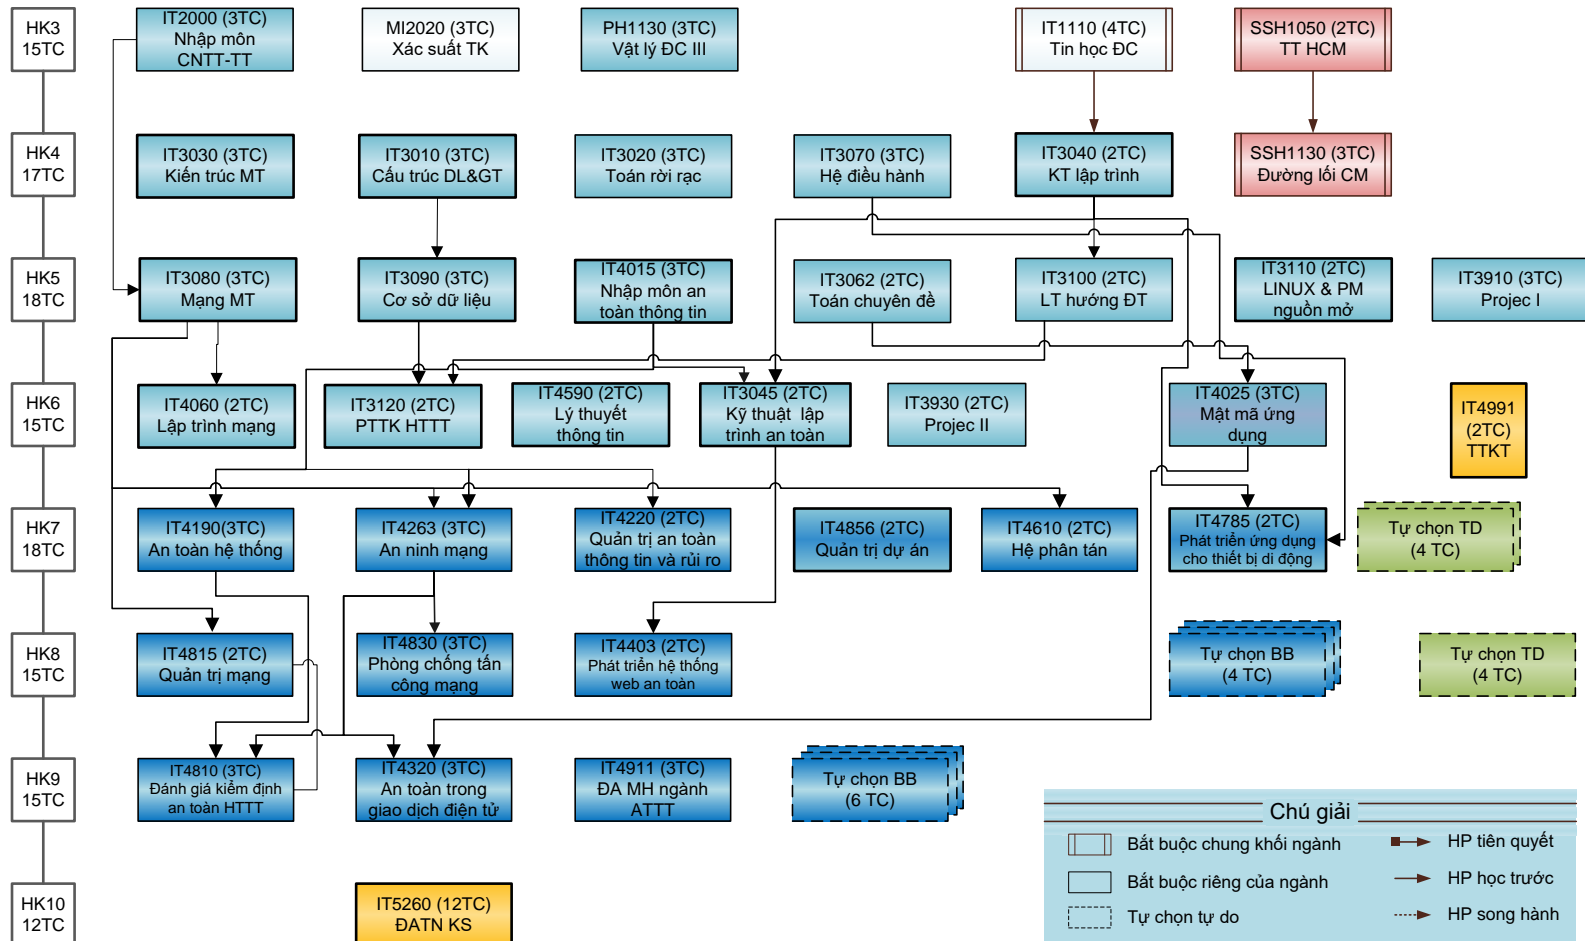 HK3
15TC
IT2000 (3TC)
Nhập môn
CNTT-TT
MI2020 (3TC)
Xác suất TK
PH1130 (3TC)
Vật lý ĐC III
IT1110 (4TC)
Tin học ĐC
SSH1050 (2TC)
TT HCM
HK4
17TC
IT3030 (3TC)
Kiến trúc MT
IT3010 (3TC)
Cấu trúc DL&GT
IT3020 (3TC)
Toán rời rạc
IT3070 (3TC)
Hệ điều hành
IT3040 (2TC)
KT lập trình
SSH1130 (3TC)
Đường lối CM
HK5
18TC
IT3080 (3TC)
Mạng MT
IT3090 (3TC)
Cơ sở dữ liệu
IT4015 (3TC)
Nhập môn an
toàn thông tin
IT3062 (2TC)
Toán chuyên đề
IT3100 (2TC)
LT hướng ĐT
IT3110 (2TC)
LINUX & PM
nguồn mở
IT3910 (3TC)
Projec I
HK6
15TC
IT4060 (2TC)
Lập trình mạng
IT3120 (2TC)
PTTK HTTT
IT4590 (2TC)
Lý thuyết
thông tin
IT3045 (2TC)
Kỹ thuật lập
trình an toàn
IT3930 (2TC)
Projec II
IT4025 (3TC)
Mật mã ứng
dụng
IT4991
(2TC)
TTKT
HK7
18TC
IT4190(3TC)
An toàn hệ thống
IT4263 (3TC)
An ninh mạng
IT4220 (2TC)
Quản trị an toàn
thông tin và rủi ro
IT4856 (2TC)
Quản trị dự án
IT4610 (2TC)
Hệ phân tán
IT4785 (2TC)
Phát triển ứng dụng
cho thiết bị di động
Tự chọn TD
(4 TC)
HK8
15TC
IT4815 (2TC)
Quản trị mạng
IT4830 (3TC)
Phòng chống tấn
công mạng
IT4403 (2TC)
Phát triển hệ thống
web an toàn
Tự chọn BB
(4 TC)
Tự chọn TD
(4 TC)
HK9
15TC
IT4810 (3TC)
Đánh giá kiểm định
an toàn HTTT
IT4320 (3TC)
An toàn trong
giao dịch điện tử
IT4911 (3TC)
ĐA MH ngành
ATTT
Tự chọn BB
(6 TC)
HK10
12TC
IT5260 (12TC)
ĐATN KS
Chú giải
Bắt buộc chung khối ngành
HP tiên quyết
Bắt buộc riêng của ngành
HP học trước
Tự chọn tự do
HP song hành